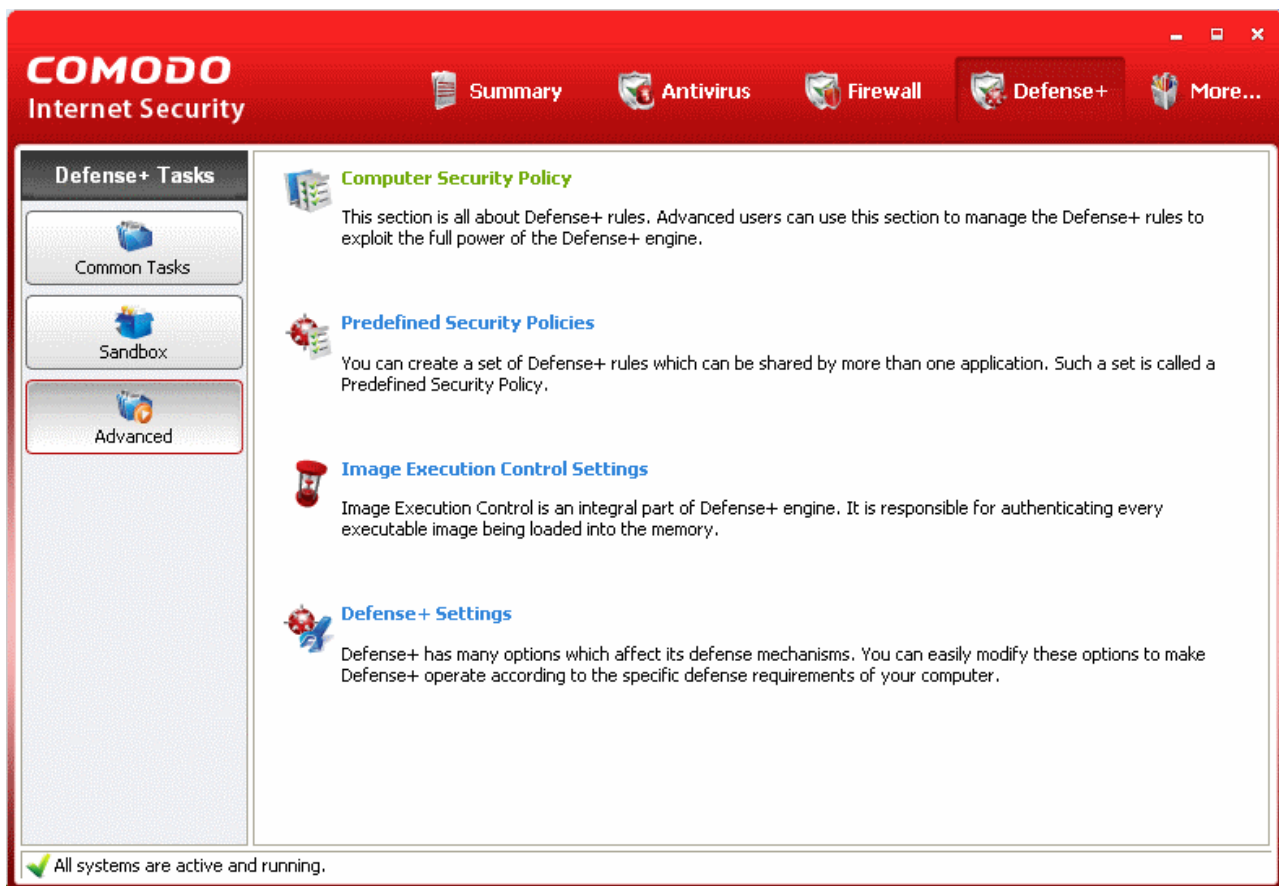 COMODO
Internet Security
Summary
Antivirus
Firewall
Defense+
More...
Defense+ Tasks
Common Tasks
Sandbox
Advanced
Computer Security Policy
This section is all about Defense+ rules. Advanced users can use this section to manage the Defense+ rules to
exploit the full power of the Defense+ engine.
Predefined Security Policies
You can create a set of Defense+ rules which can be shared by more than one application. Such a set is called a
Predefined Security Policy.
Image Execution Control Settings
Image Execution Control is an integral part of Defense+ engine. It is responsible for authenticating every
executable image being loaded into the memory.
Defense+ Settings
Defense+ has many options which affect its defense mechanisms. You can easily modify these options to make
Defense+ operate according to the specific defense requirements of your computer.
All systems are active and running.